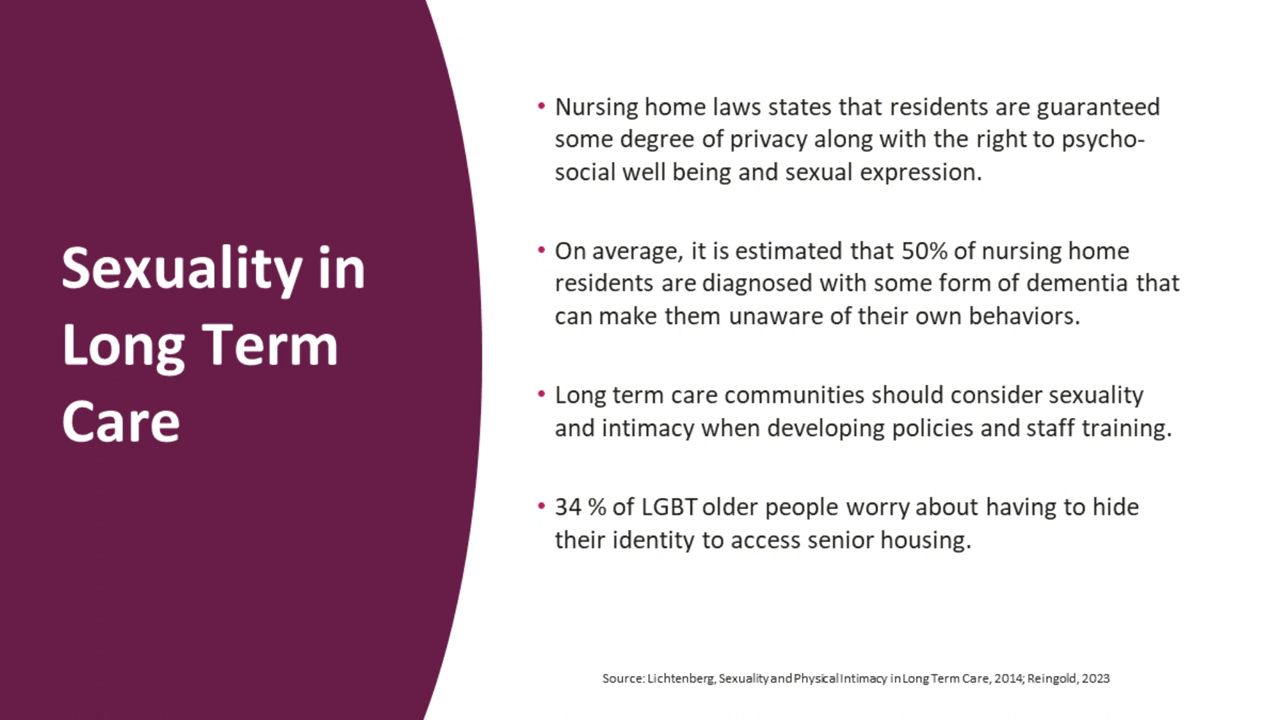 Sexuality in
Long Term
Care
• Nursing home laws states that residents are guaranteed
some degree of privacy along with the right to psycho-
social well being and sexual expression.
• On average, it is estimated that 50% of nursing home
residents are diagnosed with some form of dementia that
can make them unaware of their own behaviors.
• Long term care communities should consider sexuality
and intimacy when developing policies and staff training.
• 34 % of LGBT older people worry about having to hide
their identity to access senior housing.
Source: Lichtenberg, Sexuality and Physical Intimacy in Long Term Care, 2014; Reingold, 2023